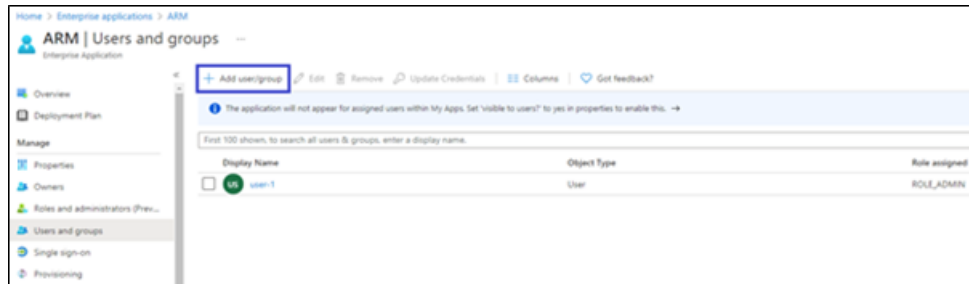 Home > Enterprise applications > ARM
ARM | Users and groups ...
Enterprise Application
«
+ Add user/group Edit Remove Update Credentials Columns Got feedback?
Overview
The application will not appear for assigned users within My Apps. Set 'visible to users?' to yes in properties to enable this. →
Deployment Plan
Manage
First 100 shown, to search all users & groups, enter a display name.
Properties
Display Name Object Type Role assigned
Owners
US user-1 User ROLE_ADMIN
Roles and administrators (Prev...
Users and groups
Single sign-on
Provisioning